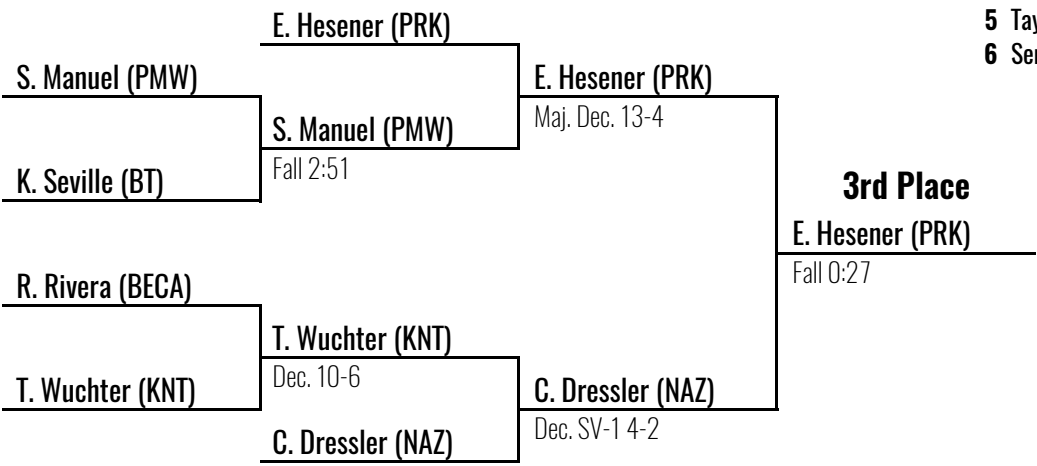 E. Hesener (PRK)
5
6
S. Manuel (PMW)
E. Hesener (PRK)
Maj. Dec. 13-4
S. Manuel (PMW)
Fall 2:51
K. Seville (BT)
3rd Place
E. Hesener (PRK)
Fall 0:27
R. Rivera (BECA)
T. Wuchter (KNT)
Dec. 10-6
T. Wuchter (KNT)
C. Dressler (NAZ)
Dec. SV-1 4-2
C. Dressler (NAZ)